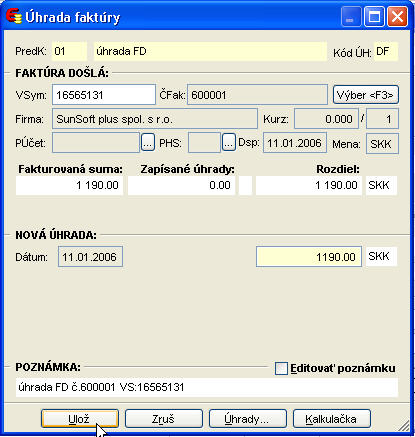 Úhrada faktúry
PredK: 01 úhrada FD Kód ÚH: DF
FAKTÚRA DOŠLÁ:
VSym: 16565131 ČFak: 600001 Výber <F3>
Firma: SunSoft plus spol. s r.o. Kurz: 0.000 / 1
PÚčet: ... PHS: ... Dsp: 11.01.2006 Mena: SKK
Fakturovaná suma: Zapísané úhrady: Rozdiel:
1 190.00 0.00 1 190.00 SKK
NOVÁ ÚHRADA:
Dátum: 11.01.2006 1190.00 SKK
POZNÁMKA: Editovať poznámku
úhrada FD č.600001 VS:16565131
Ulož Zruš Úhrady... Kalkulačka